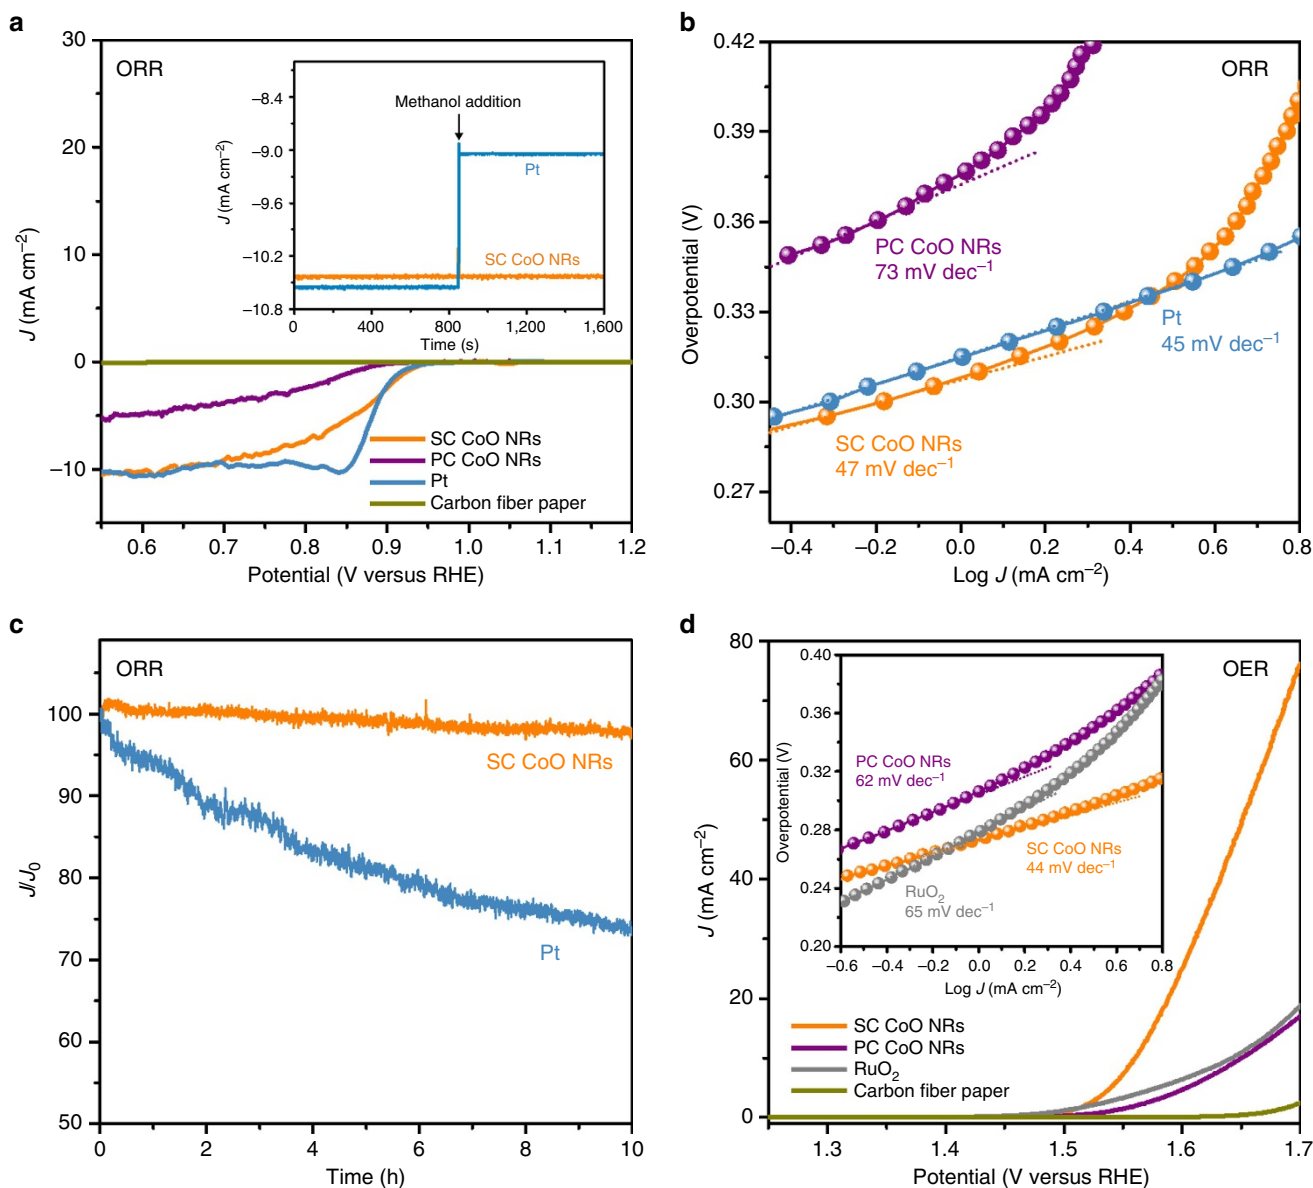 a
ORR
30
20
10
0
−10
J (mA cm−2)
0.6 0.7 0.8 0.9 1.0 1.1 1.2
Potential (V versus RHE)
−8.4
−9.0
−9.6
−10.2
−10.8
J (mA cm−2)
Methanol addition
Pt
SC CoO NRs
0 400 800 1,200 1,600
Time (s)
SC CoO NRs
PC CoO NRs
Pt
Carbon fiber paper
b
ORR
0.42
0.39
0.36
0.33
0.30
0.27
Overpotential (V)
PC CoO NRs
73 mV dec−1
Pt
45 mV dec−1
SC CoO NRs
47 mV dec−1
−0.4 −0.2 0.0 0.2 0.4 0.6 0.8
Log J (mA cm−2)
c
ORR
100
90
80
70
60
50
J/J0
SC CoO NRs
Pt
0 2 4 6 8 10
Time (h)
d
OER
80
60
40
20
0
J (mA cm−2)
0.40
0.36
0.32
0.28
0.24
0.20
Overpotential (V)
PC CoO NRs
62 mV dec−1
SC CoO NRs
44 mV dec−1
RuO2
65 mV dec−1
−0.6 −0.4 −0.2 0.0 0.2 0.4 0.6 0.8
Log J (mA cm−2)
SC CoO NRs
PC CoO NRs
RuO2
Carbon fiber paper
1.3 1.4 1.5 1.6 1.7
Potential (V versus RHE)